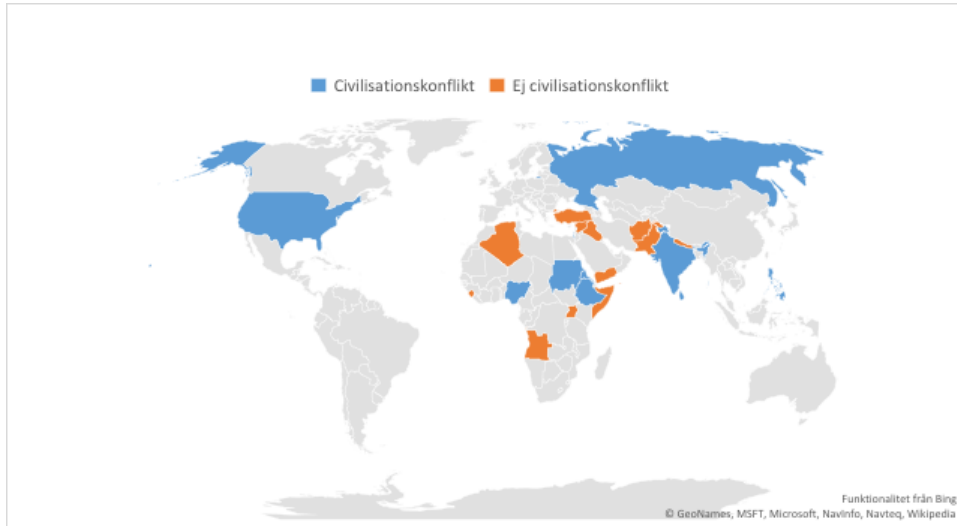 Civilisationskonflikt Ej civilisationskonflikt
Funktionalitet från Bing
© GeoNames, MSFT, Microsoft, NavInfo, Navteq, Wikipedia